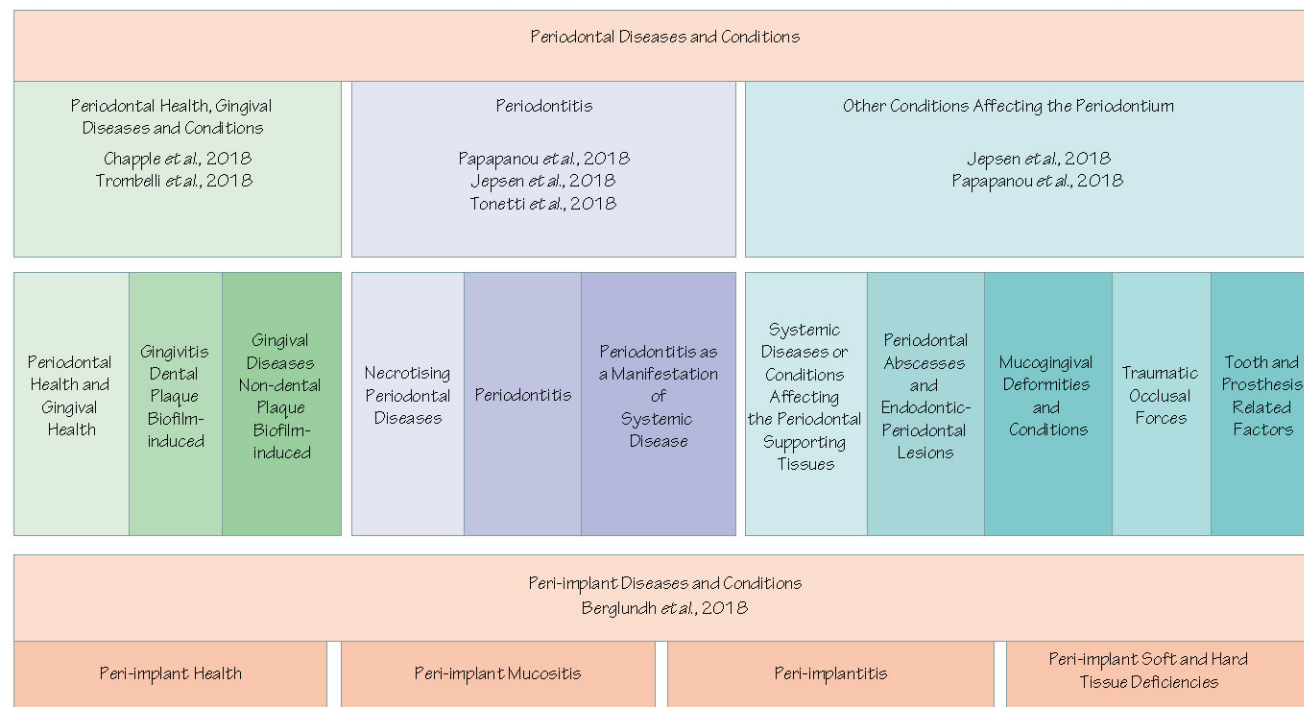 Periodontal Diseases and Conditions
Periodontal Health, Gingival
Diseases and Conditions
Chapple et al., 2018
Trombelli et al., 2018
Periodontitis
Papapanou et al., 2018
Jepsen et al., 2018
Tonetti et al., 2018
Other Conditions Affecting the Periodontium
Jepsen et al., 2018
Papapanou et al., 2018
Periodontal
Health and
Gingival
Health
Gingivitis
Dental
Plaque
Biofilm-
induced
Gingival
Diseases
Non-dental
Plaque
Biofilm-
induced
Necrotising
Periodontal
Diseases
Periodontitis
Periodontitis as
a Manifestation
of
Systemic
Disease
Systemic
Diseases or
Conditions
Affecting
the Periodontal
Supporting
Tissues
Periodontal
Abscesses
and
Endodontic-
Periodontal
Lesions
Mucogingival
Deformities
and
Conditions
Traumatic
Occlusal
Forces
Tooth and
Prosthesis
Related
Factors
Peri-implant Diseases and Conditions
Berglundh et al., 2018
Peri-implant Health
Peri-implant Mucositis
Peri-implantitis
Peri-implant Soft and Hard
Tissue Deficiencies